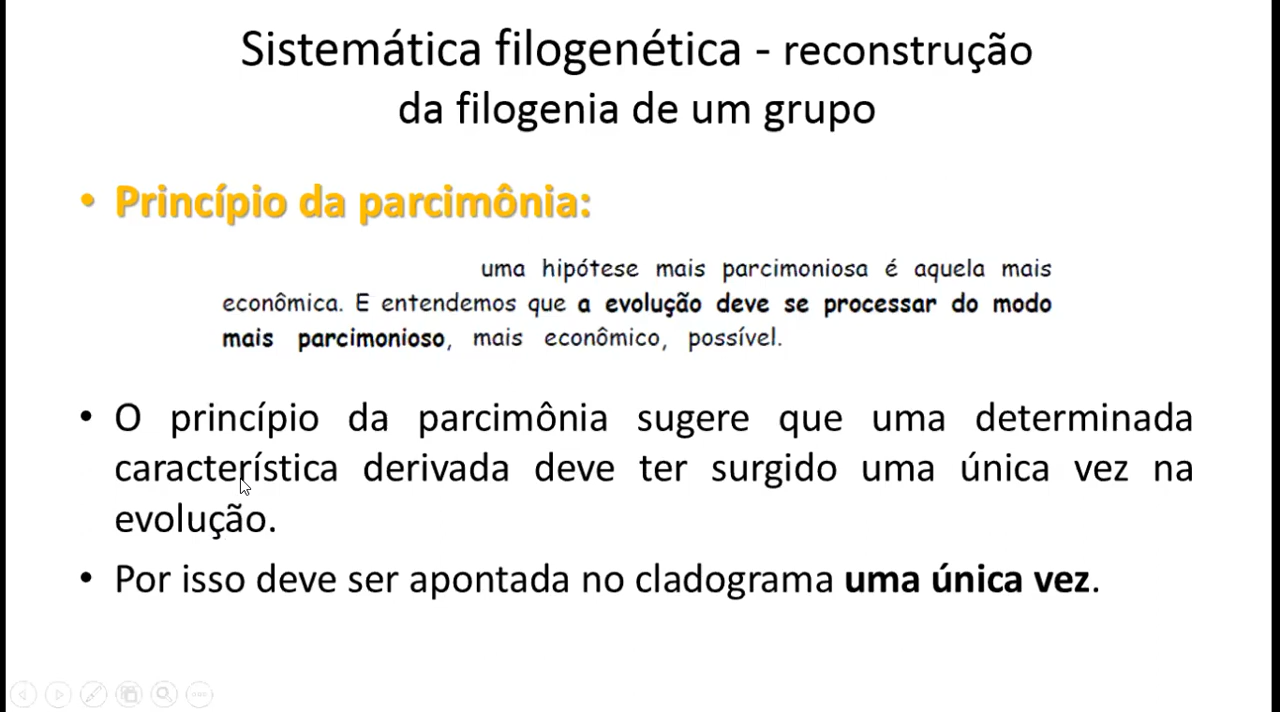 Sistemática filogenética - reconstrução
da filogenia de um grupo
• Princípio da parcimônia:
uma hipótese mais parcimoniosa é aquela mais
econômica. E entendemos que a evolução deve se processar do modo
mais parcimonioso, mais econômico, possível.
• O princípio da parcimônia sugere que uma determinada
característica derivada deve ter surgido uma única vez na
evolução.
• Por isso deve ser apontada no cladograma uma única vez.